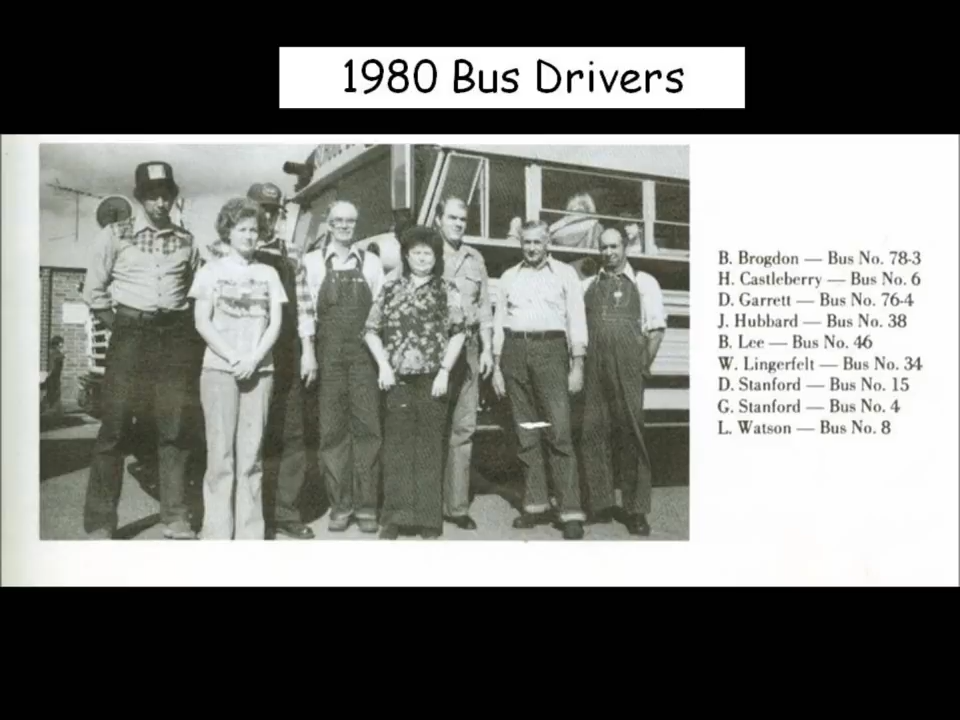 1980 Bus Drivers
B. Brogdon — Bus No. 78-3
H. Castleberry — Bus No. 6
D. Garrett — Bus No. 76-4
J. Hubbard — Bus No. 38
B. Lee — Bus No. 46
W. Lingerfelt — Bus No. 34
D. Stanford — Bus No. 15
G. Stanford — Bus No. 4
L. Watson — Bus No. 8